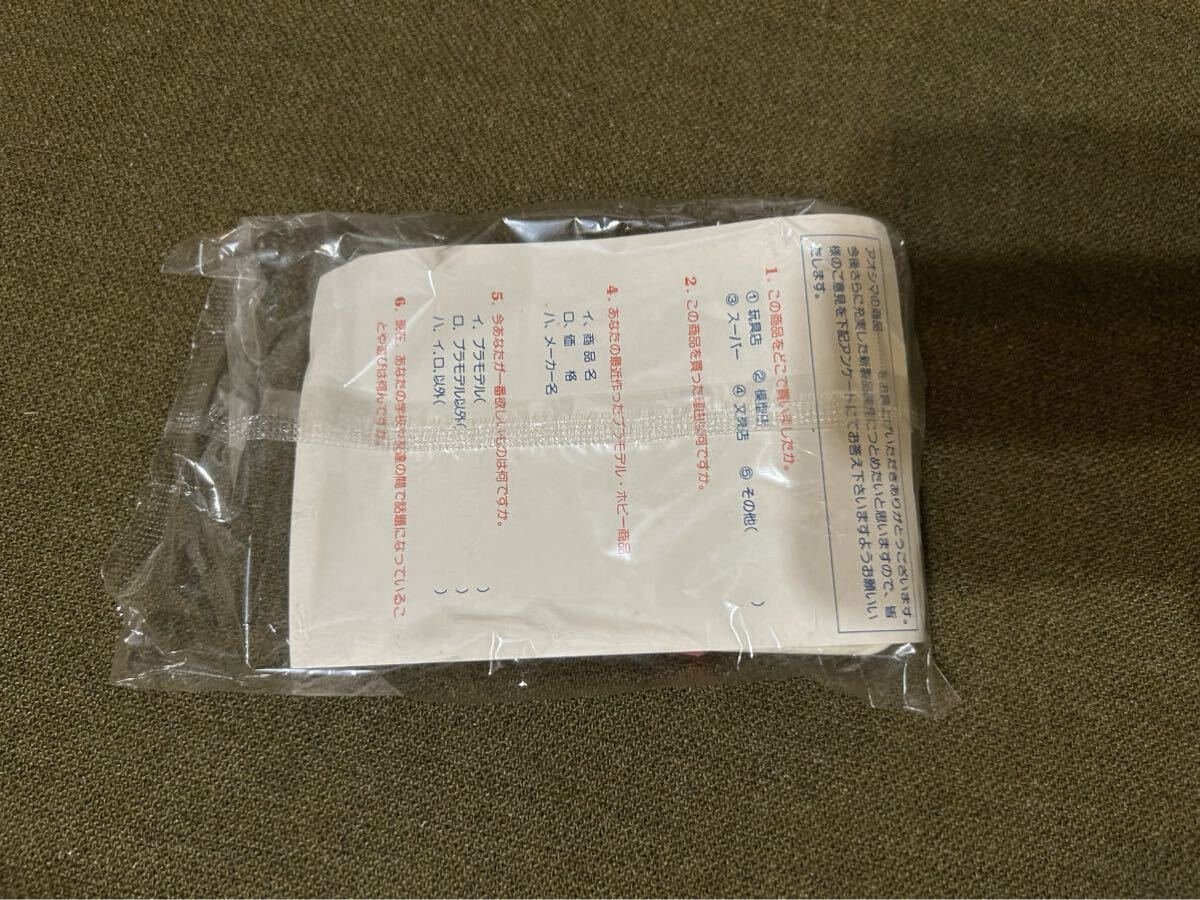 アオシマの商品………をお買上げいただきありがとうございます。
今後さらに充実した新製品開発につとめたいと思いますので、皆
様のご意見を下記アンケートにてお答え下さいますようお願いい
たします。
1. この商品をどこで買いましたか。
① 玩具店 ② 模型店
③ スーパー ④ 文具店 ⑤ その他( )
2. この商品を買った理由は何ですか。
4. あなたの最近作ったプラモデル・ホビー商品
イ、商品名
ロ、価 格
ハ、メーカー名
5. 今あなたが一番欲しいものは何ですか。
イ. プラモデル( )
ロ. プラモデル以外( )
ハ. イ.ロ.以外( )
6. 現在、あなたの学校や友達の間で話題になっているこ
とや遊びは何んですか。